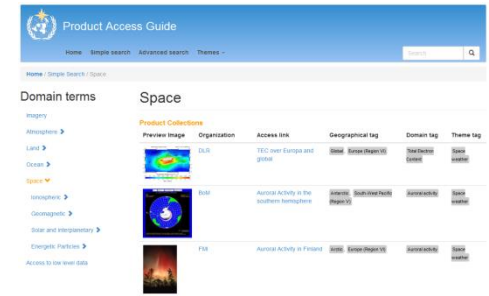 Product Access Guide
Home Simple search Advanced search Themes
Search
Home / Simple Search / Space
Domain terms
Space
Imagery
Atmosphere
Land
Ocean
Space
Ionospheric
Geomagnetic
Solar and Interplanetary
Energetic Particles
Access to low level data
Product Collections
Preview Image Organization Access link Geographical tag Domain tag Theme tag
DLR TEC over Europe and global Global Europe (Region VI) Total Electron Content Space weather
BoM Auroral Activity in the southern hemisphere Antarctic South-West Pacific (Region V) Auroral activity Space weather
FMI Auroral Activity in Finland Arctic Europe (Region VI) Auroral activity Space weather